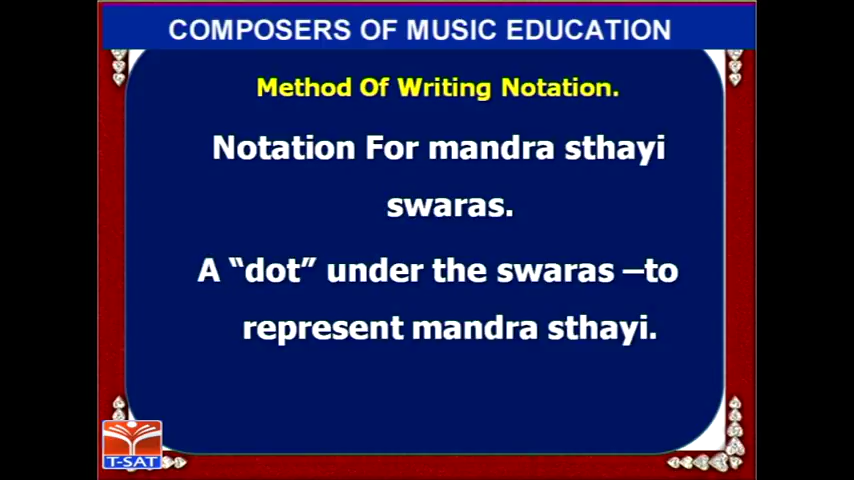 COMPOSERS OF MUSIC EDUCATION
Method Of Writing Notation.
Notation For mandra sthayi
swaras.
A “dot” under the swaras –to
represent mandra sthayi.
T-SAT